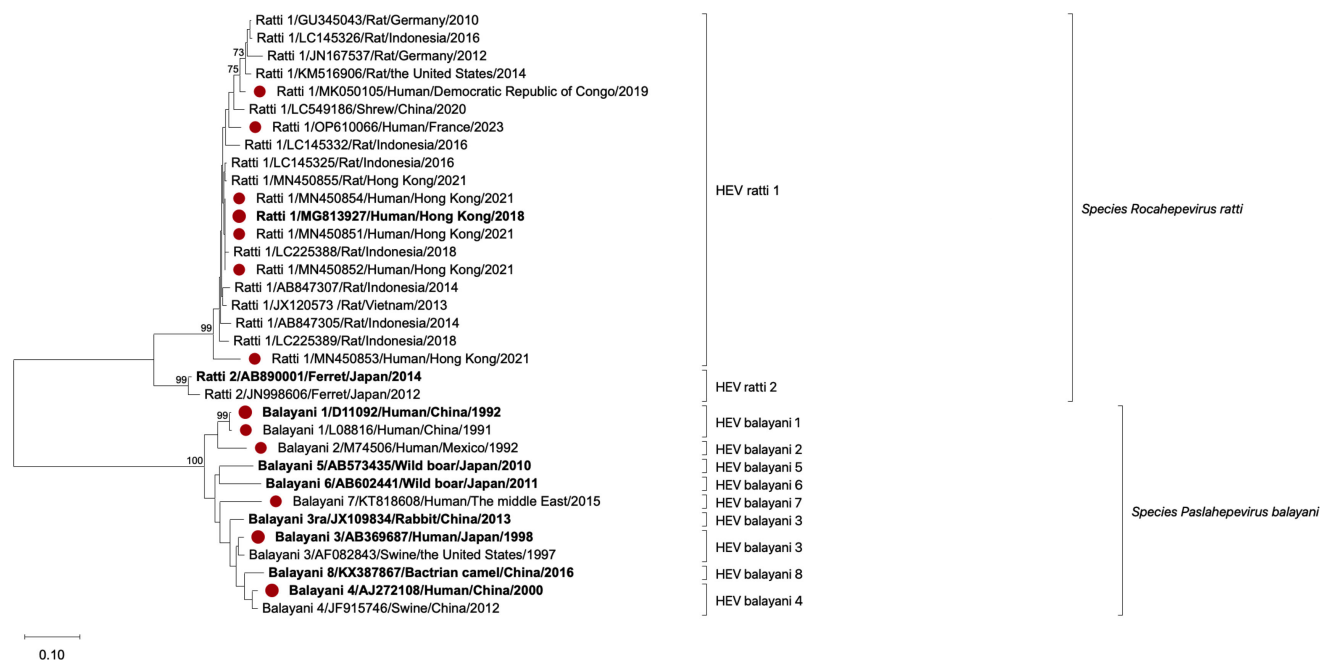 Ratti 1/GU345043/Rat/Germany/2010
Ratti 1/LC145326/Rat/Indonesia/2016
73
Ratti 1/JN167537/Rat/Germany/2012
75
Ratti 1/KM516906/Rat/the United States/2014
Ratti 1/MK050105/Human/Democratic Republic of Congo/2019
Ratti 1/LC549186/Shrew/China/2020
Ratti 1/OP610066/Human/France/2023
Ratti 1/LC145332/Rat/Indonesia/2016
Ratti 1/LC145325/Rat/Indonesia/2016
Ratti 1/MN450855/Rat/Hong Kong/2021
HEV ratti 1
Ratti 1/MN450854/Human/Hong Kong/2021
Species Rocahepevirus ratti
Ratti 1/MG813927/Human/Hong Kong/2018
Ratti 1/MN450851/Human/Hong Kong/2021
Ratti 1/LC225388/Rat/Indonesia/2018
Ratti 1/MN450852/Human/Hong Kong/2021
Ratti 1/AB847307/Rat/Indonesia/2014
Ratti 1/JX120573 /Rat/Vietnam/2013
Ratti 1/AB847305/Rat/Indonesia/2014
99
Ratti 1/LC225389/Rat/Indonesia/2018
Ratti 1/MN450853/Human/Hong Kong/2021
99
Ratti 2/AB890001/Ferret/Japan/2014
HEV ratti 2
Ratti 2/JN998606/Ferret/Japan/2012
99
Balayani 1/D11092/Human/China/1992
HEV balayani 1
Balayani 1/L08816/Human/China/1991
Balayani 2/M74506/Human/Mexico/1992
HEV balayani 2
100
Balayani 5/AB573435/Wild boar/Japan/2010
HEV balayani 5
Balayani 6/AB602441/Wild boar/Japan/2011
HEV balayani 6
Balayani 7/KT818608/Human/The middle East/2015
HEV balayani 7
Species Paslahepevirus balayani
Balayani 3ra/JX109834/Rabbit/China/2013
HEV balayani 3
Balayani 3/AB369687/Human/Japan/1998
HEV balayani 3
Balayani 3/AF082843/Swine/the United States/1997
Balayani 8/KX387867/Bactrian camel/China/2016
HEV balayani 8
Balayani 4/AJ272108/Human/China/2000
HEV balayani 4
Balayani 4/JF915746/Swine/China/2012
0.10